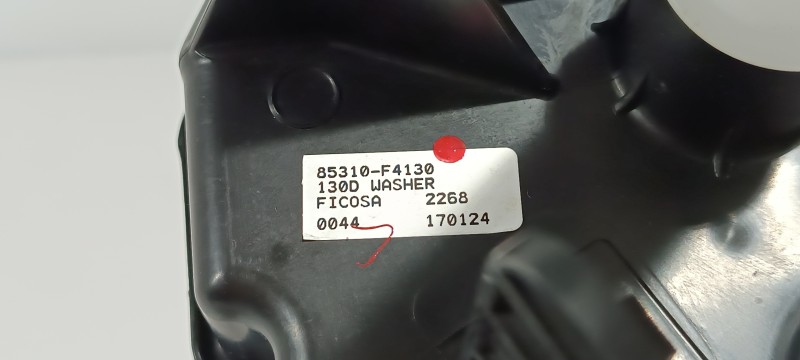 85310-F4130
130D WASHER
FICOSA 2268
0044 170124